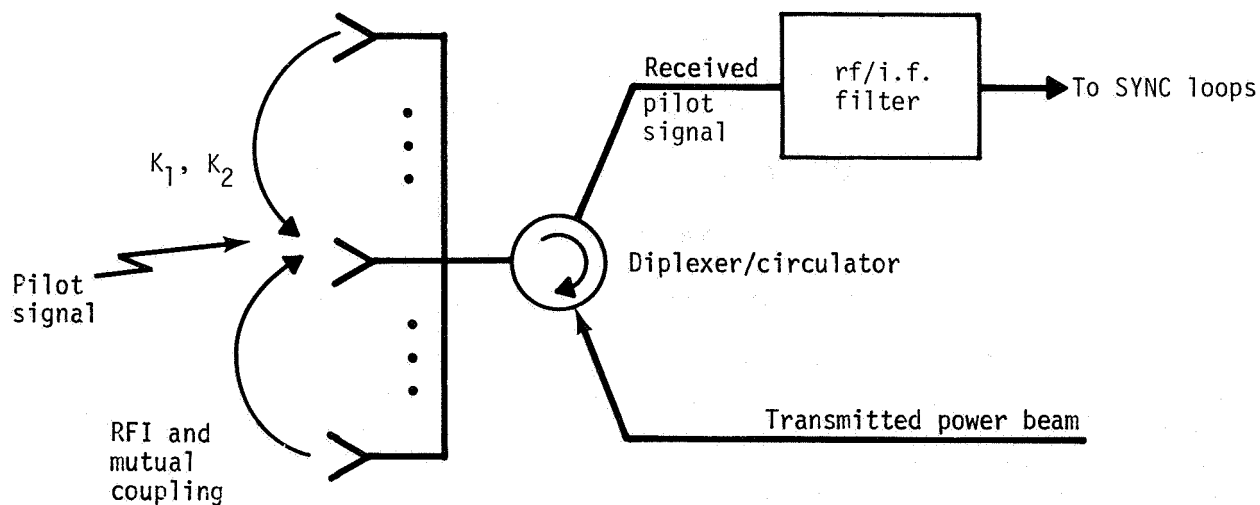 Received
pilot
signal
rf/i.f.
filter
To SYNC loops
K1, K2
Pilot
signal
Diplexer/circulator
RFI and
mutual
coupling
Transmitted power beam